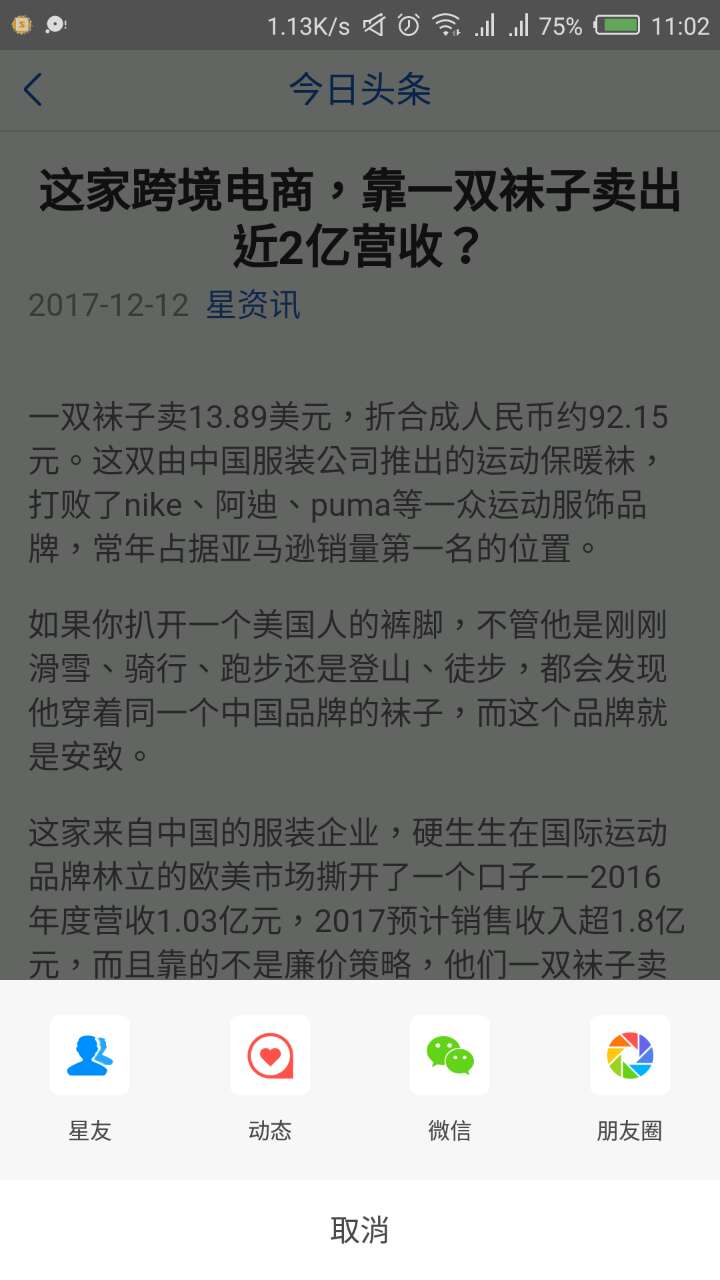 1.13K/s 75% 11:02
今日头条
这家跨境电商，靠一双袜子卖出
近2亿营收？
2017-12-12 星资讯
一双袜子卖13.89美元，折合成人民币约92.15
元。这双由中国服装公司推出的运动保暖袜，
打败了nike、阿迪、puma等一众运动服饰品
牌，常年占据亚马逊销量第一名的位置。
如果你扒开一个美国人的裤脚，不管他是刚刚
滑雪、骑行、跑步还是登山、徒步，都会发现
他穿着同一个中国品牌的袜子，而这个品牌就
是安致。
这家来自中国的服装企业，硬生生在国际运动
品牌林立的欧美市场撕开了一个口子——2016
年度营收1.03亿元，2017预计销售收入超1.8亿
元，而且靠的不是廉价策略，他们一双袜子卖
星友 动态 微信 朋友圈
取消